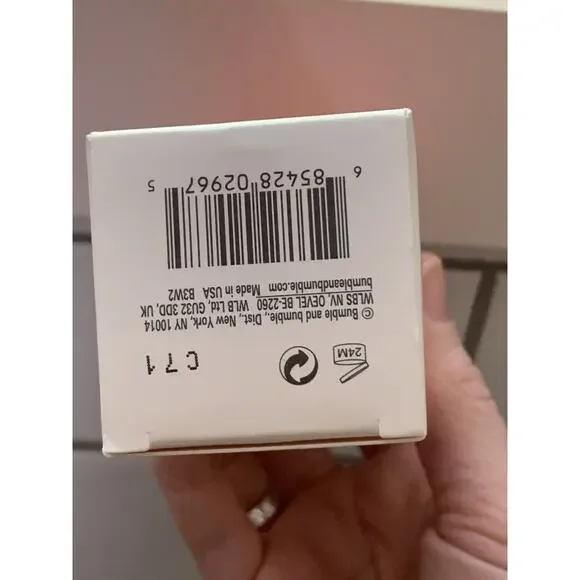 24M C71
© Bumble and bumble., Dist., New York, NY 10014
WLBS NV, OEVEL BE-2260 WLB Ltd, GU32 3DD, UK
bumbleandbumble.com Made in USA B3W2
6 85428 02967 5